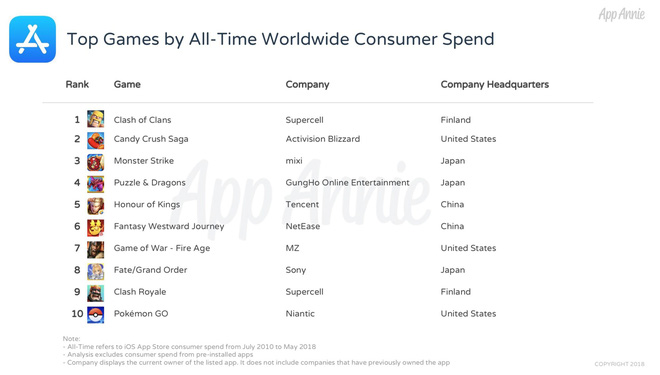 App Annie
Top Games by All-Time Worldwide Consumer Spend
Rank Game Company Company Headquarters
1 Clash of Clans Supercell Finland
2 Candy Crush Saga Activision Blizzard United States
3 Monster Strike mixi Japan
4 Puzzle & Dragons GungHo Online Entertainment Japan
5 Honour of Kings Tencent China
6 Fantasy Westward Journey NetEase China
7 Game of War - Fire Age MZ United States
8 Fate/Grand Order Sony Japan
9 Clash Royale Supercell Finland
10 Pokémon GO Niantic United States
App Annie
Note:
- All-Time refers to iOS App Store consumer spend from July 2010 to May 2018
- Analysis excludes consumer spend from pre-installed apps
- Company displays the current owner of the listed app. It does not include companies that have previously owned the app
COPYRIGHT 2018